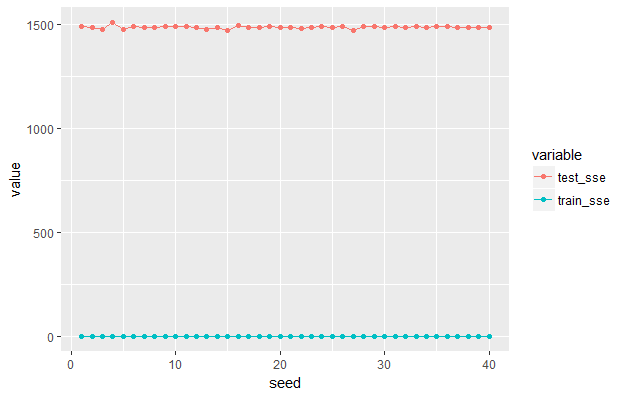 1500
1000
500
0
value
0 10 20 30 40
seed
variable
test_sse
train_sse